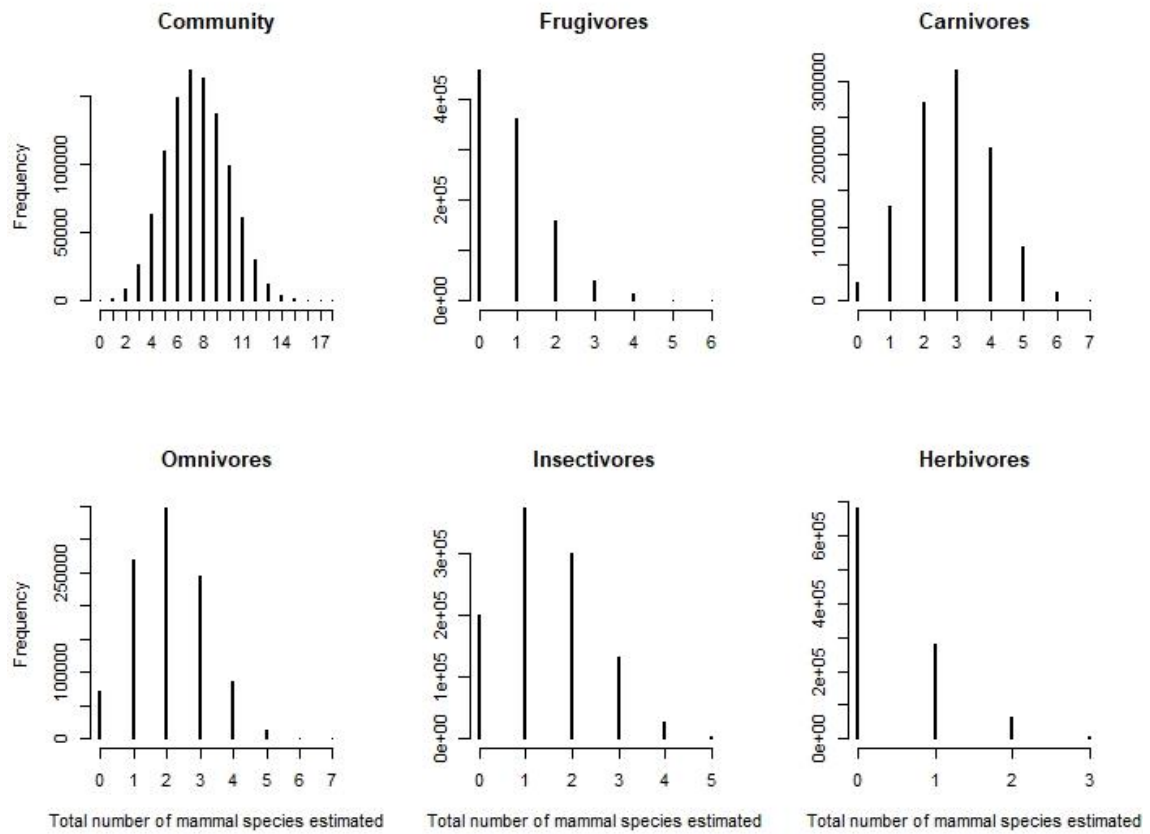 Community
Frugivores
Carnivores
Frequency
0 50000 100000
0 2 4 6 8 11 14 17
0e+00 2e+05 4e+05
0 1 2 3 4 5 6
0 100000 200000 300000
0 1 2 3 4 5 6 7
Omnivores
Insectivores
Herbivores
Frequency
0 100000 250000
0 1 2 3 4 5 6 7
0e+00 1e+05 2e+05 3e+05
0 1 2 3 4 5
0e+00 2e+05 4e+05 6e+05
0 1 2 3
Total number of mammal species estimated
Total number of mammal species estimated
Total number of mammal species estimated